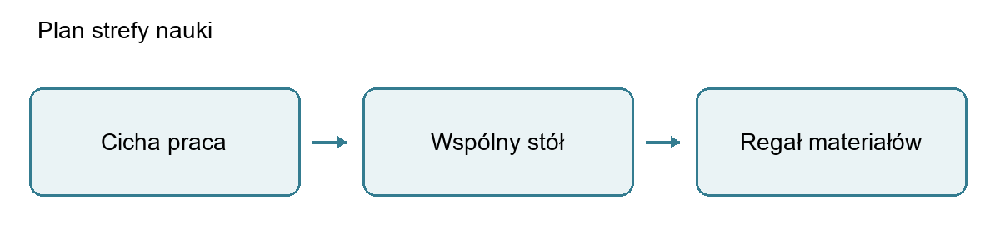 Plan strefy nauki
Cicha praca
Wspólny stół
Regał materiałów